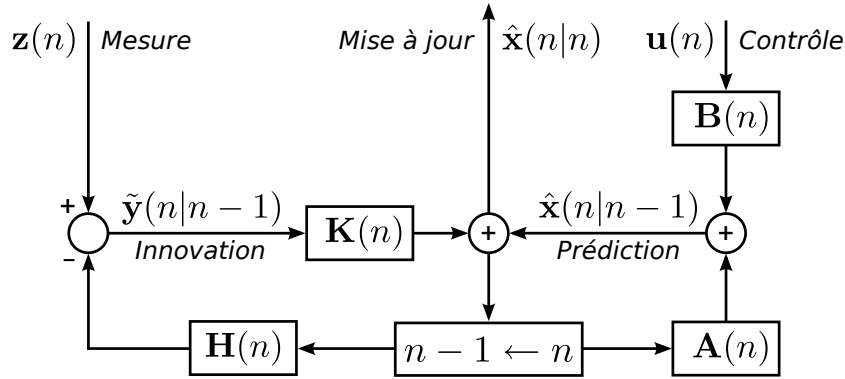 𝐳(n) Mesure Mise à jour x̂(n|n) 𝐮(n) Contrôle
𝐁(n)
+ ỹ(n|n − 1) x̂(n|n − 1)
𝐊(n) + +
− Innovation Prédiction
𝐇(n) n − 1 ← n 𝐀(n)